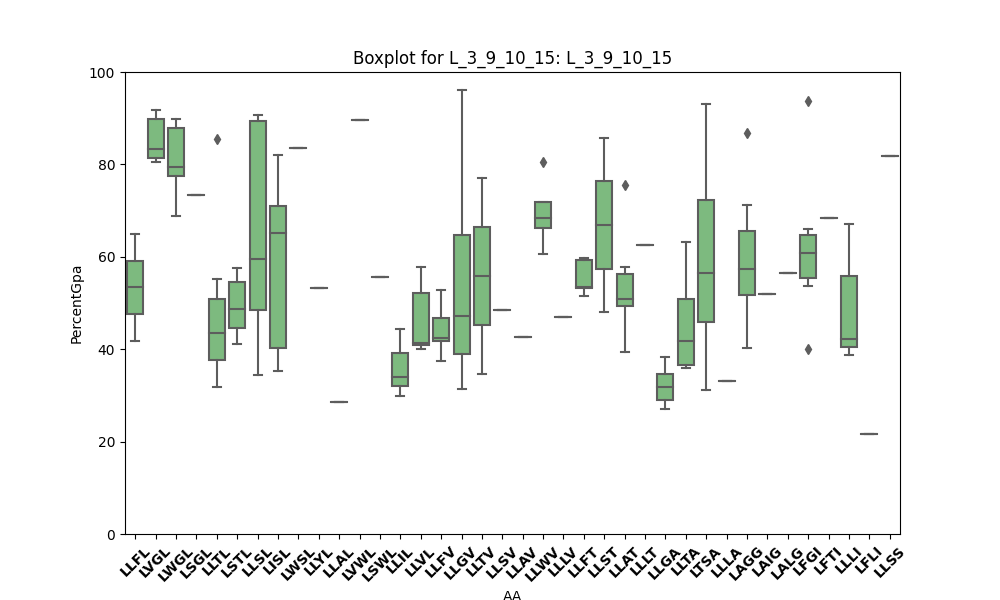 Boxplot for L_3_9_10_15: L_3_9_10_15
PercentGpa
100
80
60
40
20
0
LLFL LVGL LWGL LSGL LLTL LSTL LLSL LISL LWSL LLYL LLAL LVWL LSWL LLIL LLVL LLFV LLGV LLTV LLSV LLAV LLWV LLLV LLFT LLST LLAT LLLT LLGA LLTA LTSA LLLA LAGG LAIG LALG LFGI LFTI LLLI LFLI LLSS
AA